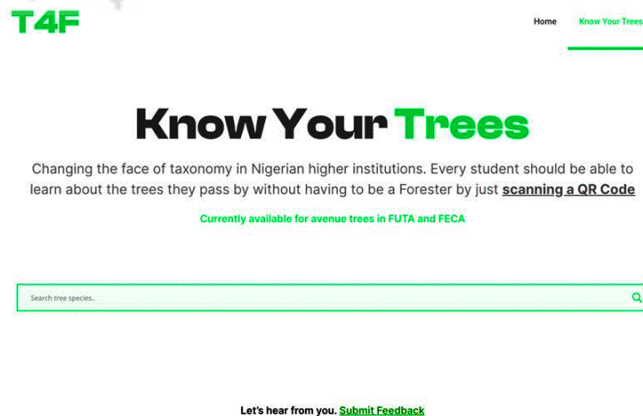 T4F
Home
Know Your Trees
Know Your Trees
Changing the face of taxonomy in Nigerian higher institutions. Every student should be able to
learn about the trees they pass by without having to be a Forester by just scanning a QR Code
Currently available for avenue trees in FUTA and FECA
Search tree species..
Let's hear from you. Submit Feedback